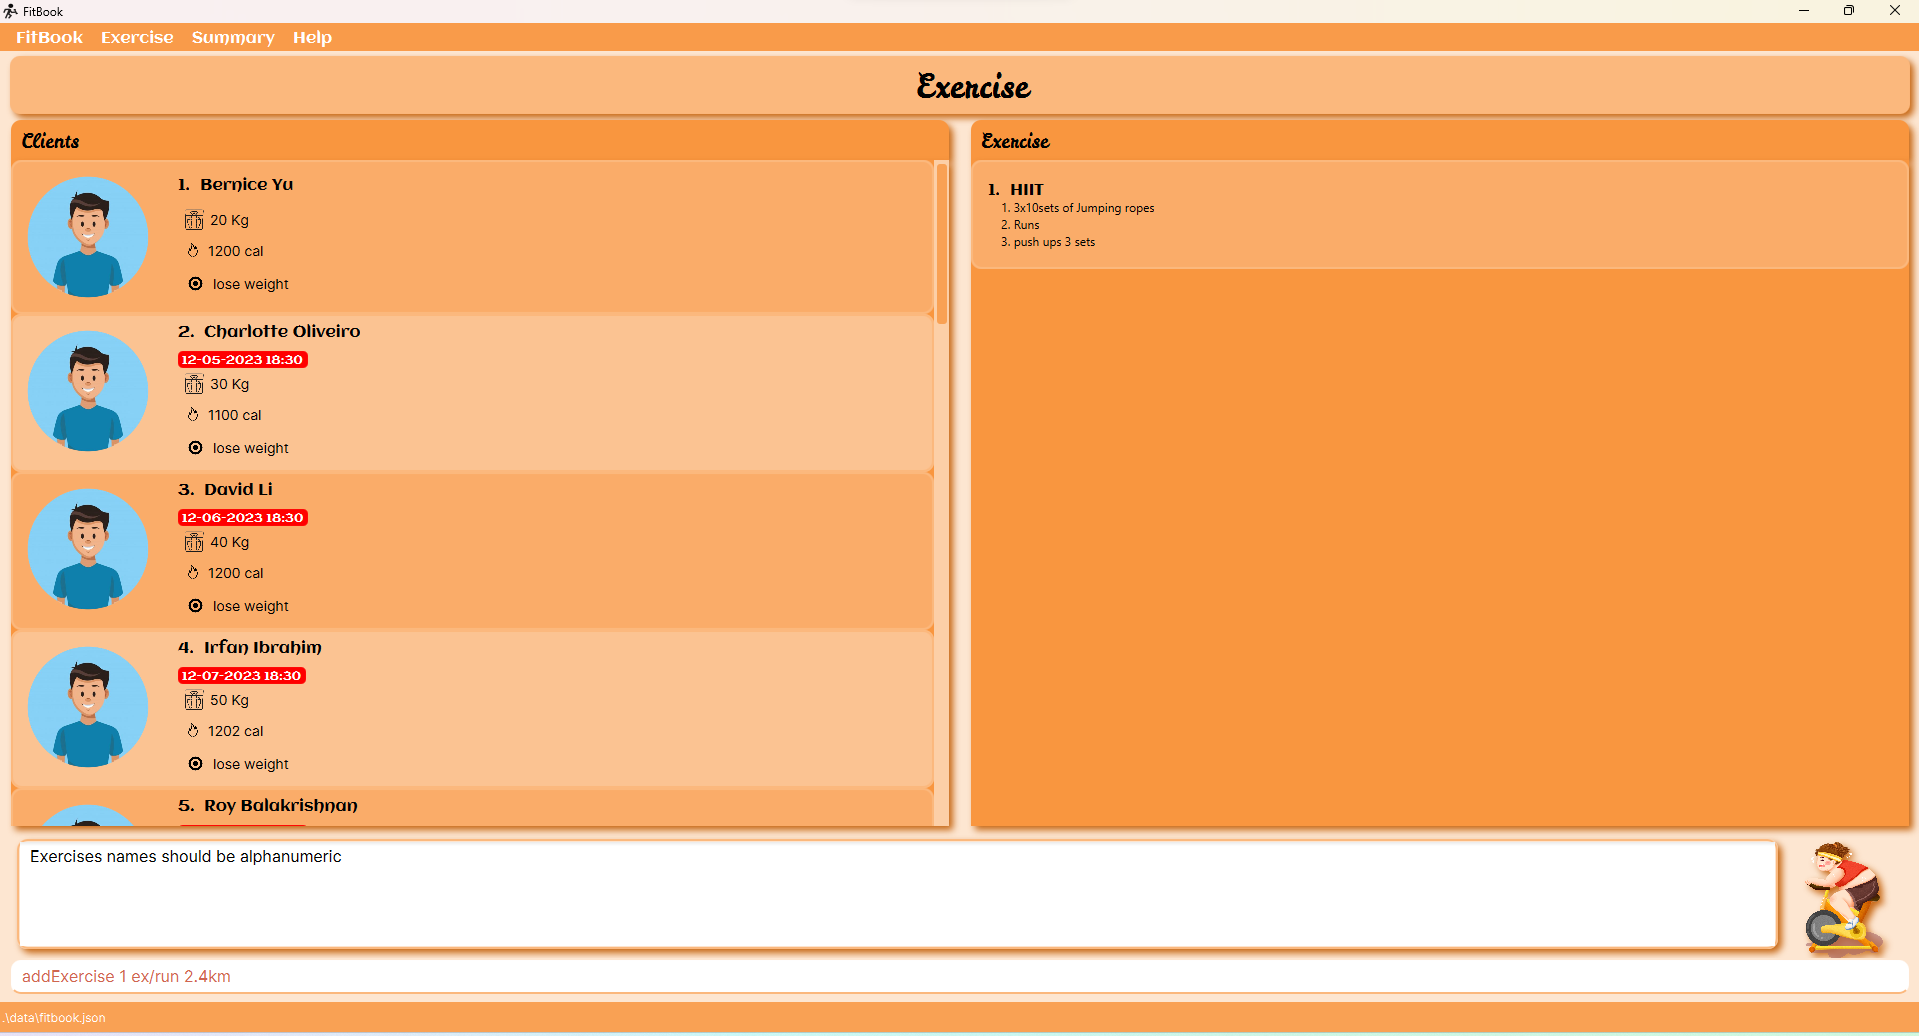 FitBook
FitBook Exercise Summary Help
Exercise
Clients
1. Bernice Yu
20 Kg
1200 cal
lose weight
2. Charlotte Oliveiro
12-05-2023 18:30
30 Kg
1100 cal
lose weight
3. David Li
12-06-2023 18:30
40 Kg
1200 cal
lose weight
4. Irfan Ibrahim
12-07-2023 18:30
50 Kg
1202 cal
lose weight
5. Roy Balakrishnan
Exercise
1. HIIT
1. 3x10sets of Jumping ropes
2. Runs
3. push ups 3 sets
Exercises names should be alphanumeric
addExercise 1 ex/run 2.4km
.\data\fitbook.json